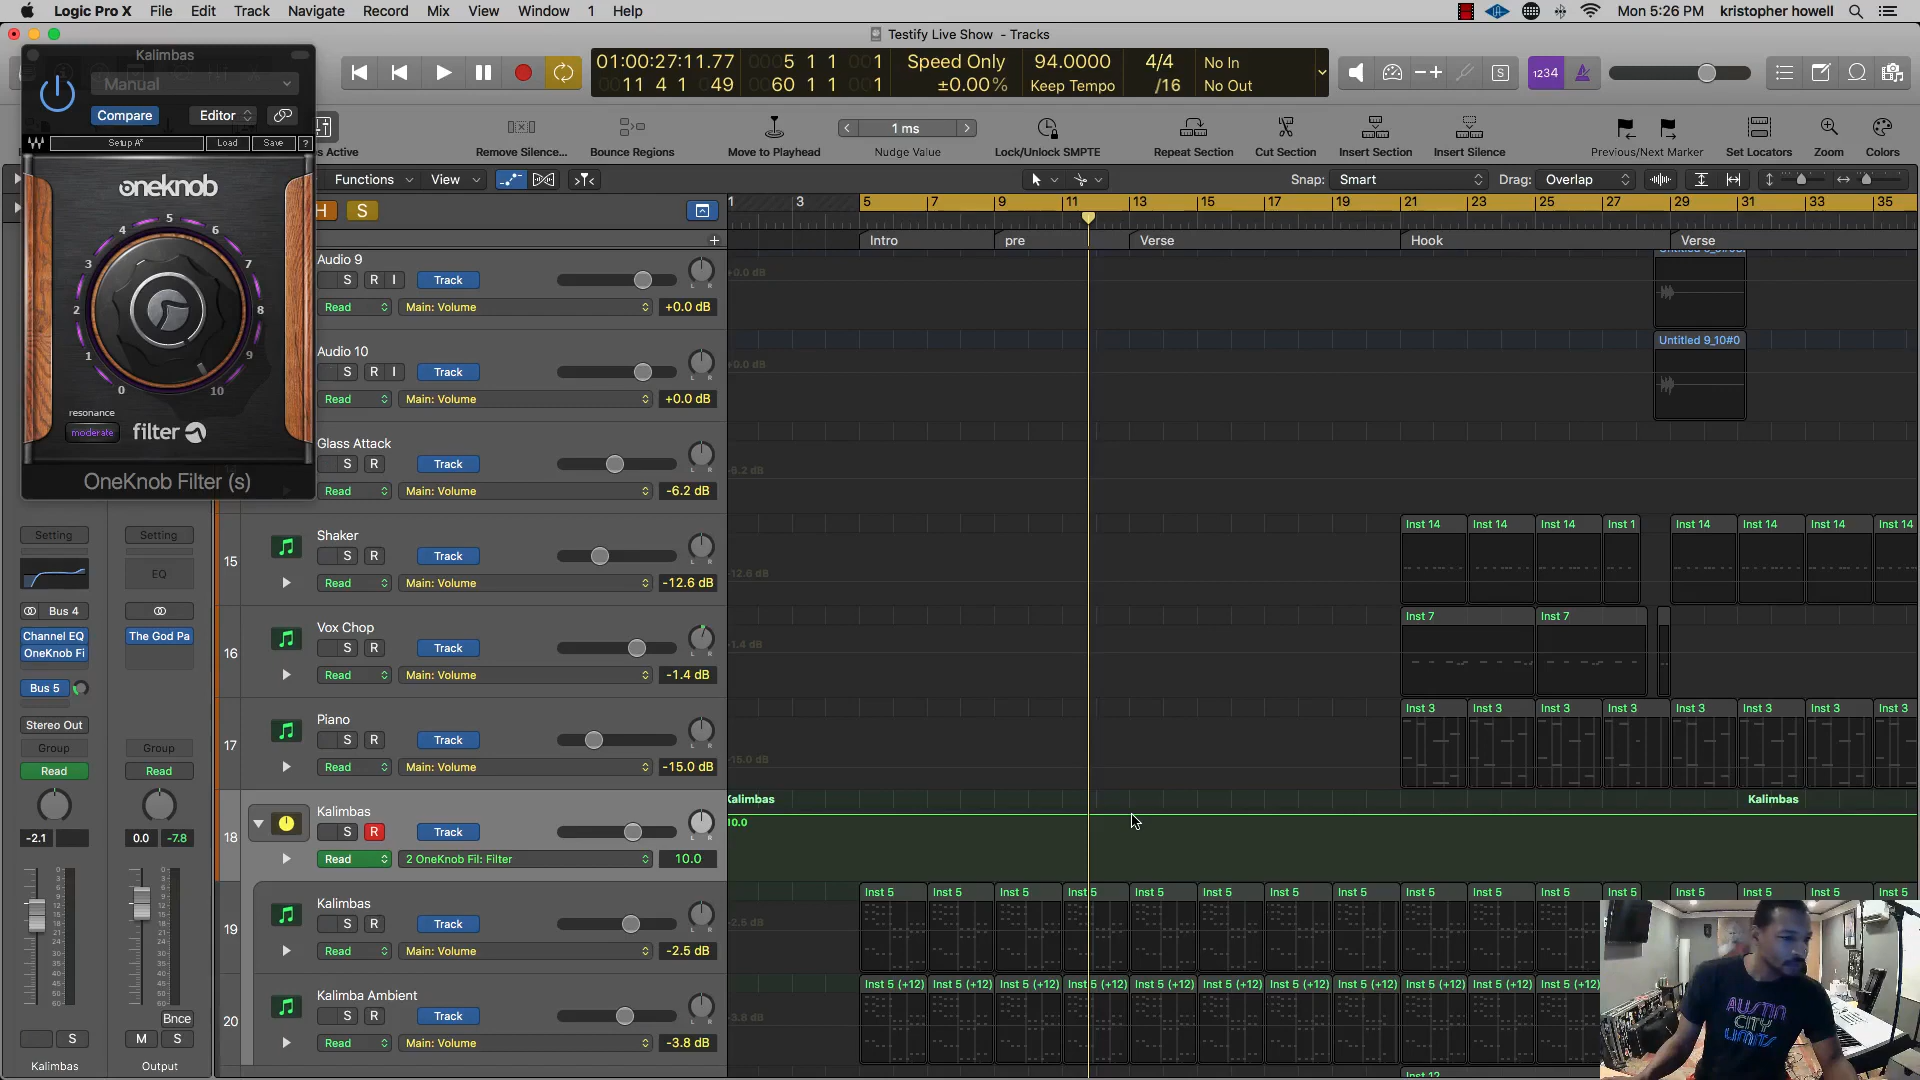 Logic Pro X File Edit Track Navigate Record Mix View Window 1 Help
Mon 5:26 PM kristopher howell
Testify Live Show - Tracks
Kalimbas
Manual
Compare
Editor
Setup A*
Load
Save
?
oneknob
0
1
2
3
4
5
6
7
8
9
10
resonance
moderate
filter
OneKnob Filter (s)
01:00:27:11.77
11 4 1 49
5 1 1 1
60 1 1 1
Speed Only
±0.00%
94.0000
Keep Tempo
4/4
/16
No In
No Out
S
1234
Remove Silence...
Bounce Regions
Move to Playhead
1 ms
Nudge Value
Lock/Unlock SMPTE
Repeat Section
Cut Section
Insert Section
Insert Silence
Previous/Next Marker
Set Locators
Zoom
Colors
Functions
View
Snap: Smart
Drag: Overlap
H S
1 3 5 7 9 11 13 15 17 19 21 23 25 27 29 31 33 35
Intro
pre
Verse
Hook
Verse
Audio 9
S R I Track
Read Main: Volume +0.0 dB
Audio 10
S R I Track
Read Main: Volume +0.0 dB
Untitled 9_10#0
Glass Attack
S R Track
Read Main: Volume -6.2 dB
15
Shaker
S R Track
Read Main: Volume -12.6 dB
Inst 14 Inst 14 Inst 14 Inst 1 Inst 14 Inst 14 Inst 14 Inst 14
16
Vox Chop
S R Track
Read Main: Volume -1.4 dB
Inst 7 Inst 7
17
Piano
S R Track
Read Main: Volume -15.0 dB
Inst 3 Inst 3 Inst 3 Inst 3 Inst 3 Inst 3 Inst 3 Inst 3
18
Kalimbas
S R Track
Read 2 OneKnob Fil: Filter 10.0
Kalimbas
Kalimbas
10.0
19
Kalimbas
S R Track
Read Main: Volume -2.5 dB
Inst 5 Inst 5 Inst 5 Inst 5 Inst 5 Inst 5 Inst 5 Inst 5 Inst 5 Inst 5 Inst 5 Inst 5 Inst 5 Inst 5 Inst 5 Inst 5
20
Kalimba Ambient
S R Track
Read Main: Volume -3.8 dB
Inst 5 (+12) Inst 5 (+12) Inst 5 (+12) Inst 5 (+12) Inst 5 (+12) Inst 5 (+12) Inst 5 (+12) Inst 5 (+12) Inst 5 (+12) Inst 5 (+12)
Setting
Setting
EQ
Bus 4
Channel EQ
OneKnob Fi
The God Pa
Bus 5
Stereo Out
Group
Group
Read
Read
-2.1
0.0 -7.8
Bnce
S
M S
Kalimbas
Output
AUSTIN
CITY
LIMITS